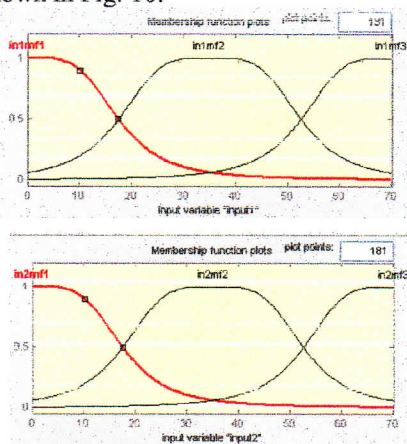 Membership function plots plot points: 181
in1mf1 in1mf2 in1mf3
1
0.5
0
0 10 20 30 40 50 60 70
input variable "input1"
Membership function plots plot points: 181
in2mf1 in2mf2 in2mf3
1
0.5
0
0 10 20 30 40 50 60 70
input variable "input2"